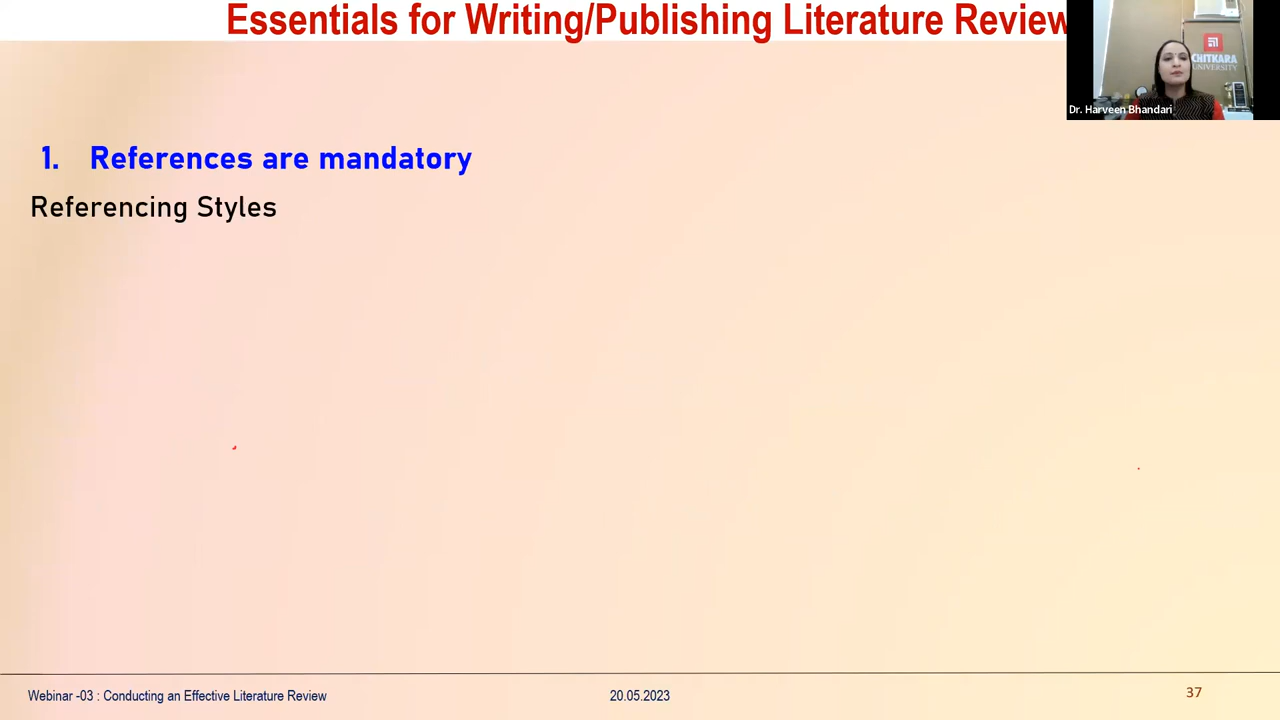 Essentials for Writing/Publishing Literature Review
CHITKARA
UNIVERSITY
Dr. Harveen Bhandari
1. References are mandatory
Referencing Styles
Webinar -03 : Conducting an Effective Literature Review
20.05.2023
37